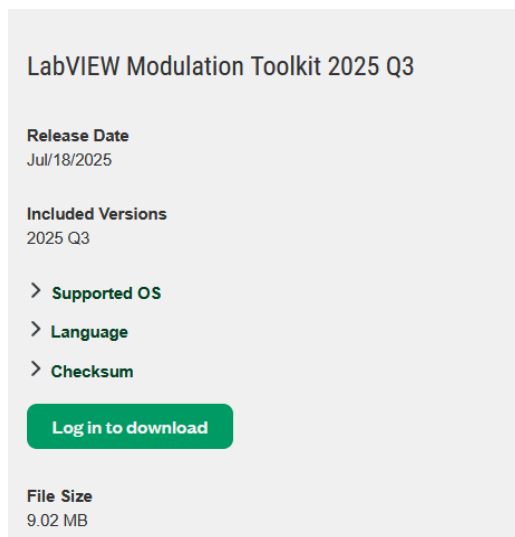 LabVIEW Modulation Toolkit 2025 Q3
Release Date
Jul/18/2025
Included Versions
2025 Q3
Supported OS
Language
Checksum
Log in to download
File Size
9.02 MB